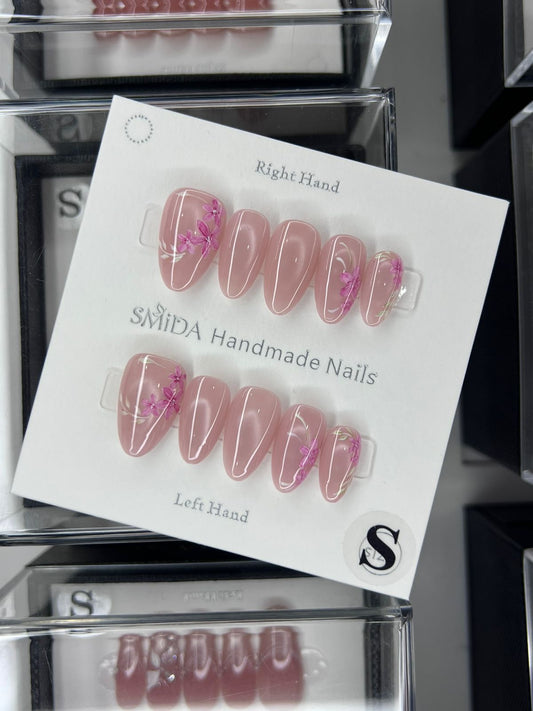 Right Hand
SMiDA Handmade Nails
Left Hand
S
S
S